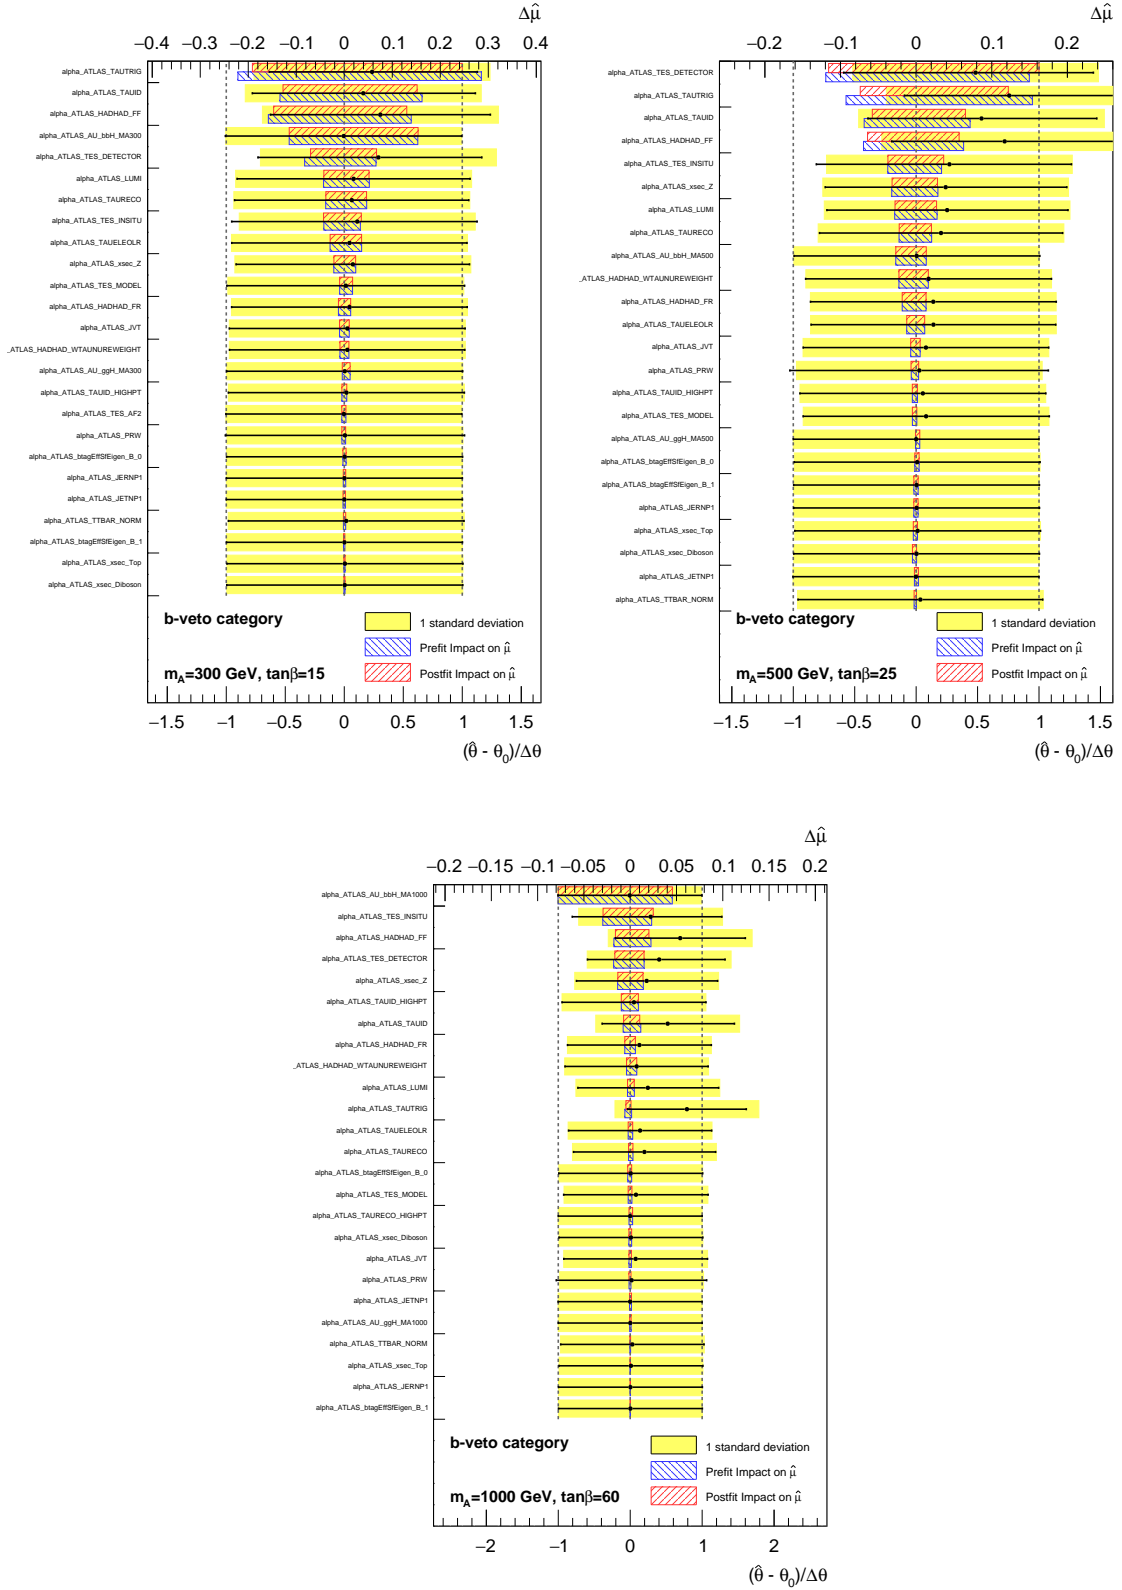 Δμ̂
−0.4 −0.3 −0.2 −0.1 0 0.1 0.2 0.3 0.4
alpha_ATLAS_TAUTRIG
alpha_ATLAS_TAUID
alpha_ATLAS_HADHAD_FF
alpha_ATLAS_AU_bbH_MA300
alpha_ATLAS_TES_DETECTOR
alpha_ATLAS_LUMI
alpha_ATLAS_TAURECO
alpha_ATLAS_TES_INSITU
alpha_ATLAS_TAUELEOLR
alpha_ATLAS_xsec_Z
alpha_ATLAS_TES_MODEL
alpha_ATLAS_HADHAD_FR
alpha_ATLAS_JVT
_ATLAS_HADHAD_WTAUNUREWEIGHT
alpha_ATLAS_AU_ggH_MA300
alpha_ATLAS_TAUID_HIGHPT
alpha_ATLAS_TES_AF2
alpha_ATLAS_PRW
alpha_ATLAS_btagEffSfEigen_B_0
alpha_ATLAS_JERNP1
alpha_ATLAS_JETNP1
alpha_ATLAS_TTBAR_NORM
alpha_ATLAS_btagEffSfEigen_B_1
alpha_ATLAS_xsec_Top
alpha_ATLAS_xsec_Diboson
b-veto category
1 standard deviation
Prefit Impact on μ̂
m_A=300 GeV, tanβ=15
Postfit Impact on μ̂
−1.5 −1 −0.5 0 0.5 1 1.5
(θ̂ - θ₀)/Δθ
Δμ̂
−0.2 −0.1 0 0.1 0.2
alpha_ATLAS_TES_DETECTOR
alpha_ATLAS_TAUTRIG
alpha_ATLAS_TAUID
alpha_ATLAS_HADHAD_FF
alpha_ATLAS_TES_INSITU
alpha_ATLAS_xsec_Z
alpha_ATLAS_LUMI
alpha_ATLAS_TAURECO
alpha_ATLAS_AU_bbH_MA500
_ATLAS_HADHAD_WTAUNUREWEIGHT
alpha_ATLAS_HADHAD_FR
alpha_ATLAS_TAUELEOLR
alpha_ATLAS_JVT
alpha_ATLAS_PRW
alpha_ATLAS_TAUID_HIGHPT
alpha_ATLAS_TES_MODEL
alpha_ATLAS_AU_ggH_MA500
alpha_ATLAS_btagEffSfEigen_B_0
alpha_ATLAS_btagEffSfEigen_B_1
alpha_ATLAS_JERNP1
alpha_ATLAS_xsec_Top
alpha_ATLAS_xsec_Diboson
alpha_ATLAS_JETNP1
alpha_ATLAS_TTBAR_NORM
b-veto category
1 standard deviation
Prefit Impact on μ̂
m_A=500 GeV, tanβ=25
Postfit Impact on μ̂
−1.5 −1 −0.5 0 0.5 1 1.5
(θ̂ - θ₀)/Δθ
Δμ̂
−0.2 −0.15 −0.1 −0.05 0 0.05 0.1 0.15 0.2
alpha_ATLAS_AU_bbH_MA1000
alpha_ATLAS_TES_INSITU
alpha_ATLAS_HADHAD_FF
alpha_ATLAS_TES_DETECTOR
alpha_ATLAS_xsec_Z
alpha_ATLAS_TAUID_HIGHPT
alpha_ATLAS_TAUID
alpha_ATLAS_HADHAD_FR
_ATLAS_HADHAD_WTAUNUREWEIGHT
alpha_ATLAS_LUMI
alpha_ATLAS_TAUTRIG
alpha_ATLAS_TAUELEOLR
alpha_ATLAS_TAURECO
alpha_ATLAS_btagEffSfEigen_B_0
alpha_ATLAS_TES_MODEL
alpha_ATLAS_TAURECO_HIGHPT
alpha_ATLAS_xsec_Diboson
alpha_ATLAS_JVT
alpha_ATLAS_PRW
alpha_ATLAS_JETNP1
alpha_ATLAS_AU_ggH_MA1000
alpha_ATLAS_TTBAR_NORM
alpha_ATLAS_xsec_Top
alpha_ATLAS_JERNP1
alpha_ATLAS_btagEffSfEigen_B_1
b-veto category
1 standard deviation
Prefit Impact on μ̂
m_A=1000 GeV, tanβ=60
Postfit Impact on μ̂
−2 −1 0 1 2
(θ̂ - θ₀)/Δθ